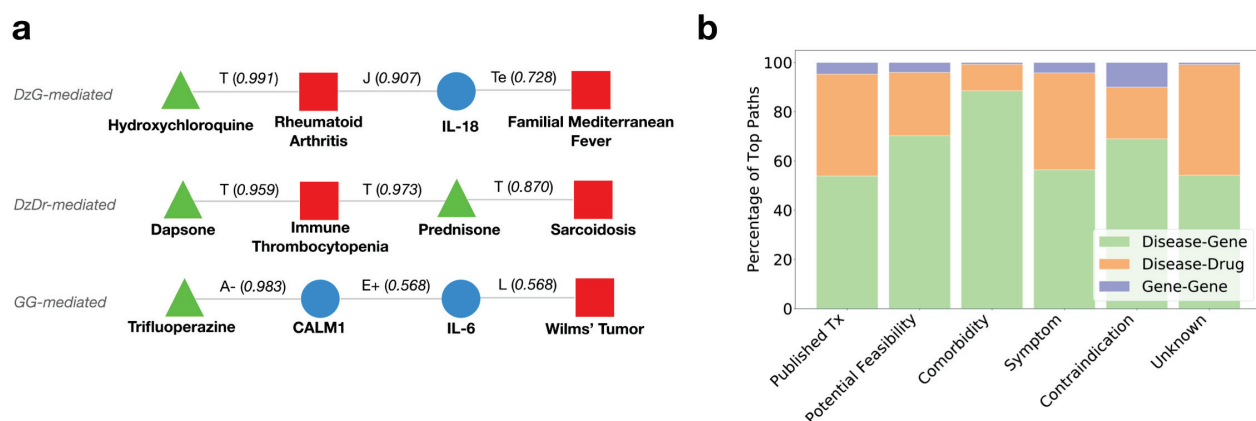 a
DzG-mediated
T (0.991)
J (0.907)
Te (0.728)
Hydroxychloroquine
Rheumatoid
Arthritis
IL-18
Familial Mediterranean
Fever
DzDr-mediated
T (0.959)
T (0.973)
T (0.870)
Dapsone
Immune
Thrombocytopenia
Prednisone
Sarcoidosis
GG-mediated
A- (0.983)
E+ (0.568)
L (0.568)
Trifluoperazine
CALM1
IL-6
Wilms' Tumor
b
Percentage of Top Paths
100
80
60
40
20
0
Disease-Gene
Disease-Drug
Gene-Gene
Published Tx
Potential Feasibility
Comorbidity
Symptom
Contraindication
Unknown